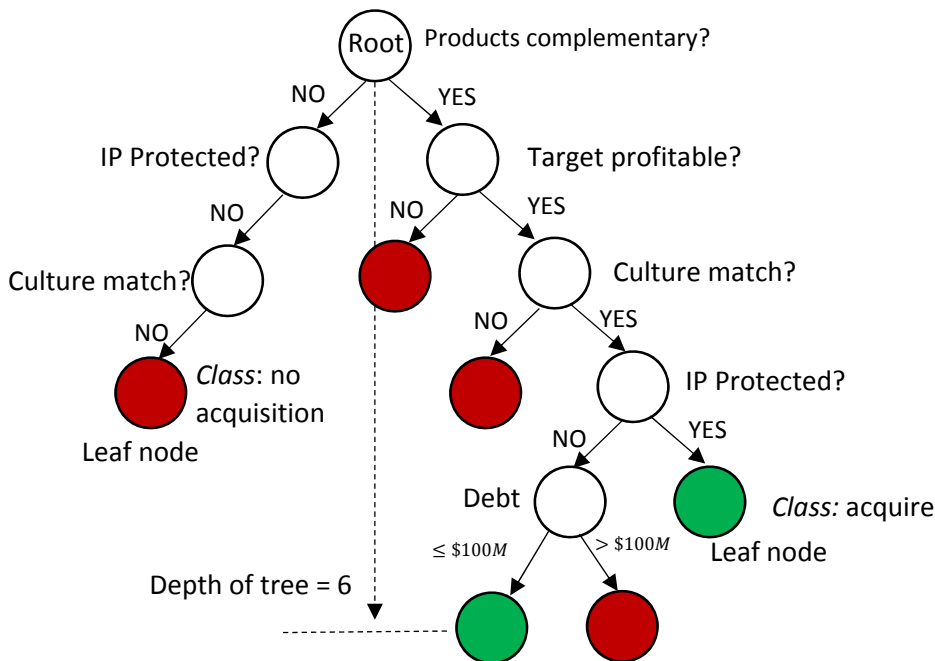 Root
Products complementary?
NO
YES
IP Protected?
Target profitable?
NO
NO
YES
Culture match?
Culture match?
NO
NO
YES
Class: no
acquisition
IP Protected?
Leaf node
NO
YES
Debt
Class: acquire
≤ $100M
> $100M
Leaf node
Depth of tree = 6